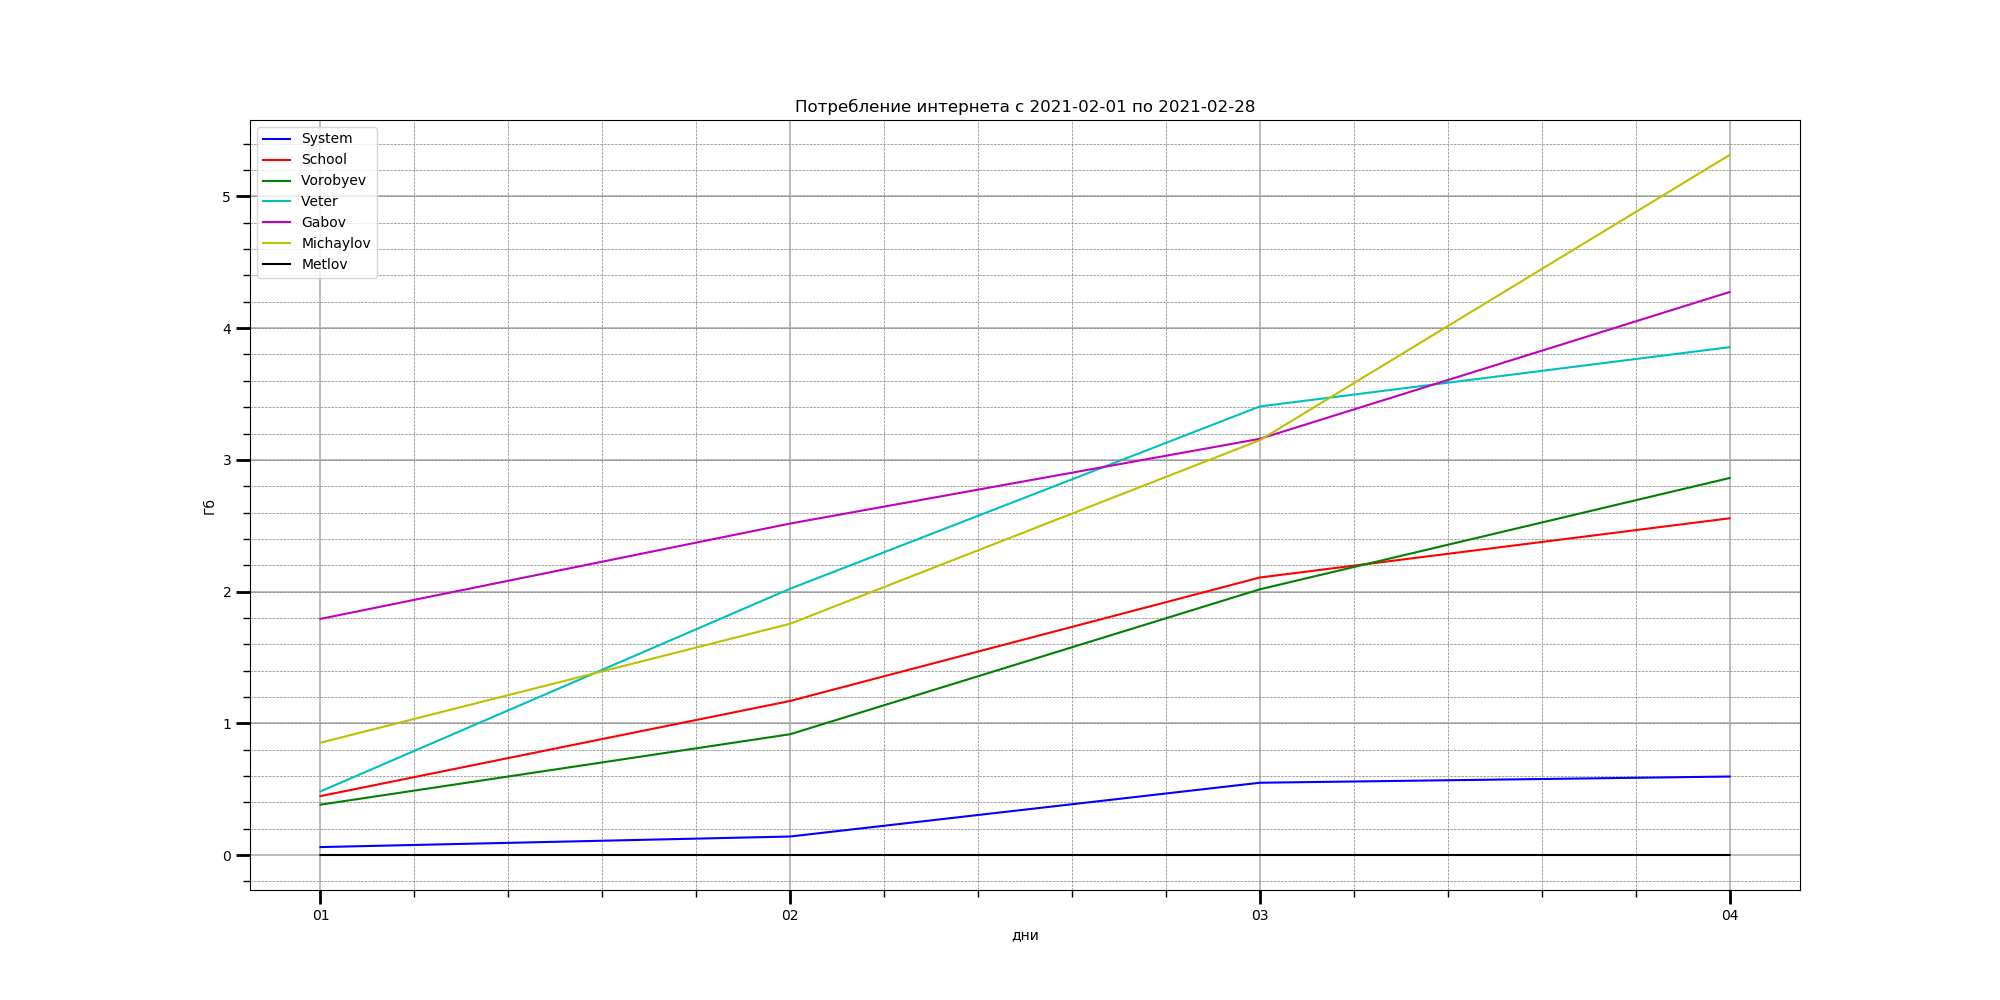 Потребление интернета с 2021-02-01 по 2021-02-28
System
School
Vorobyev
Veter
Gabov
Michaylov
Metlov
5
4
3
2
1
0
Гб
01 02 03 04
дни